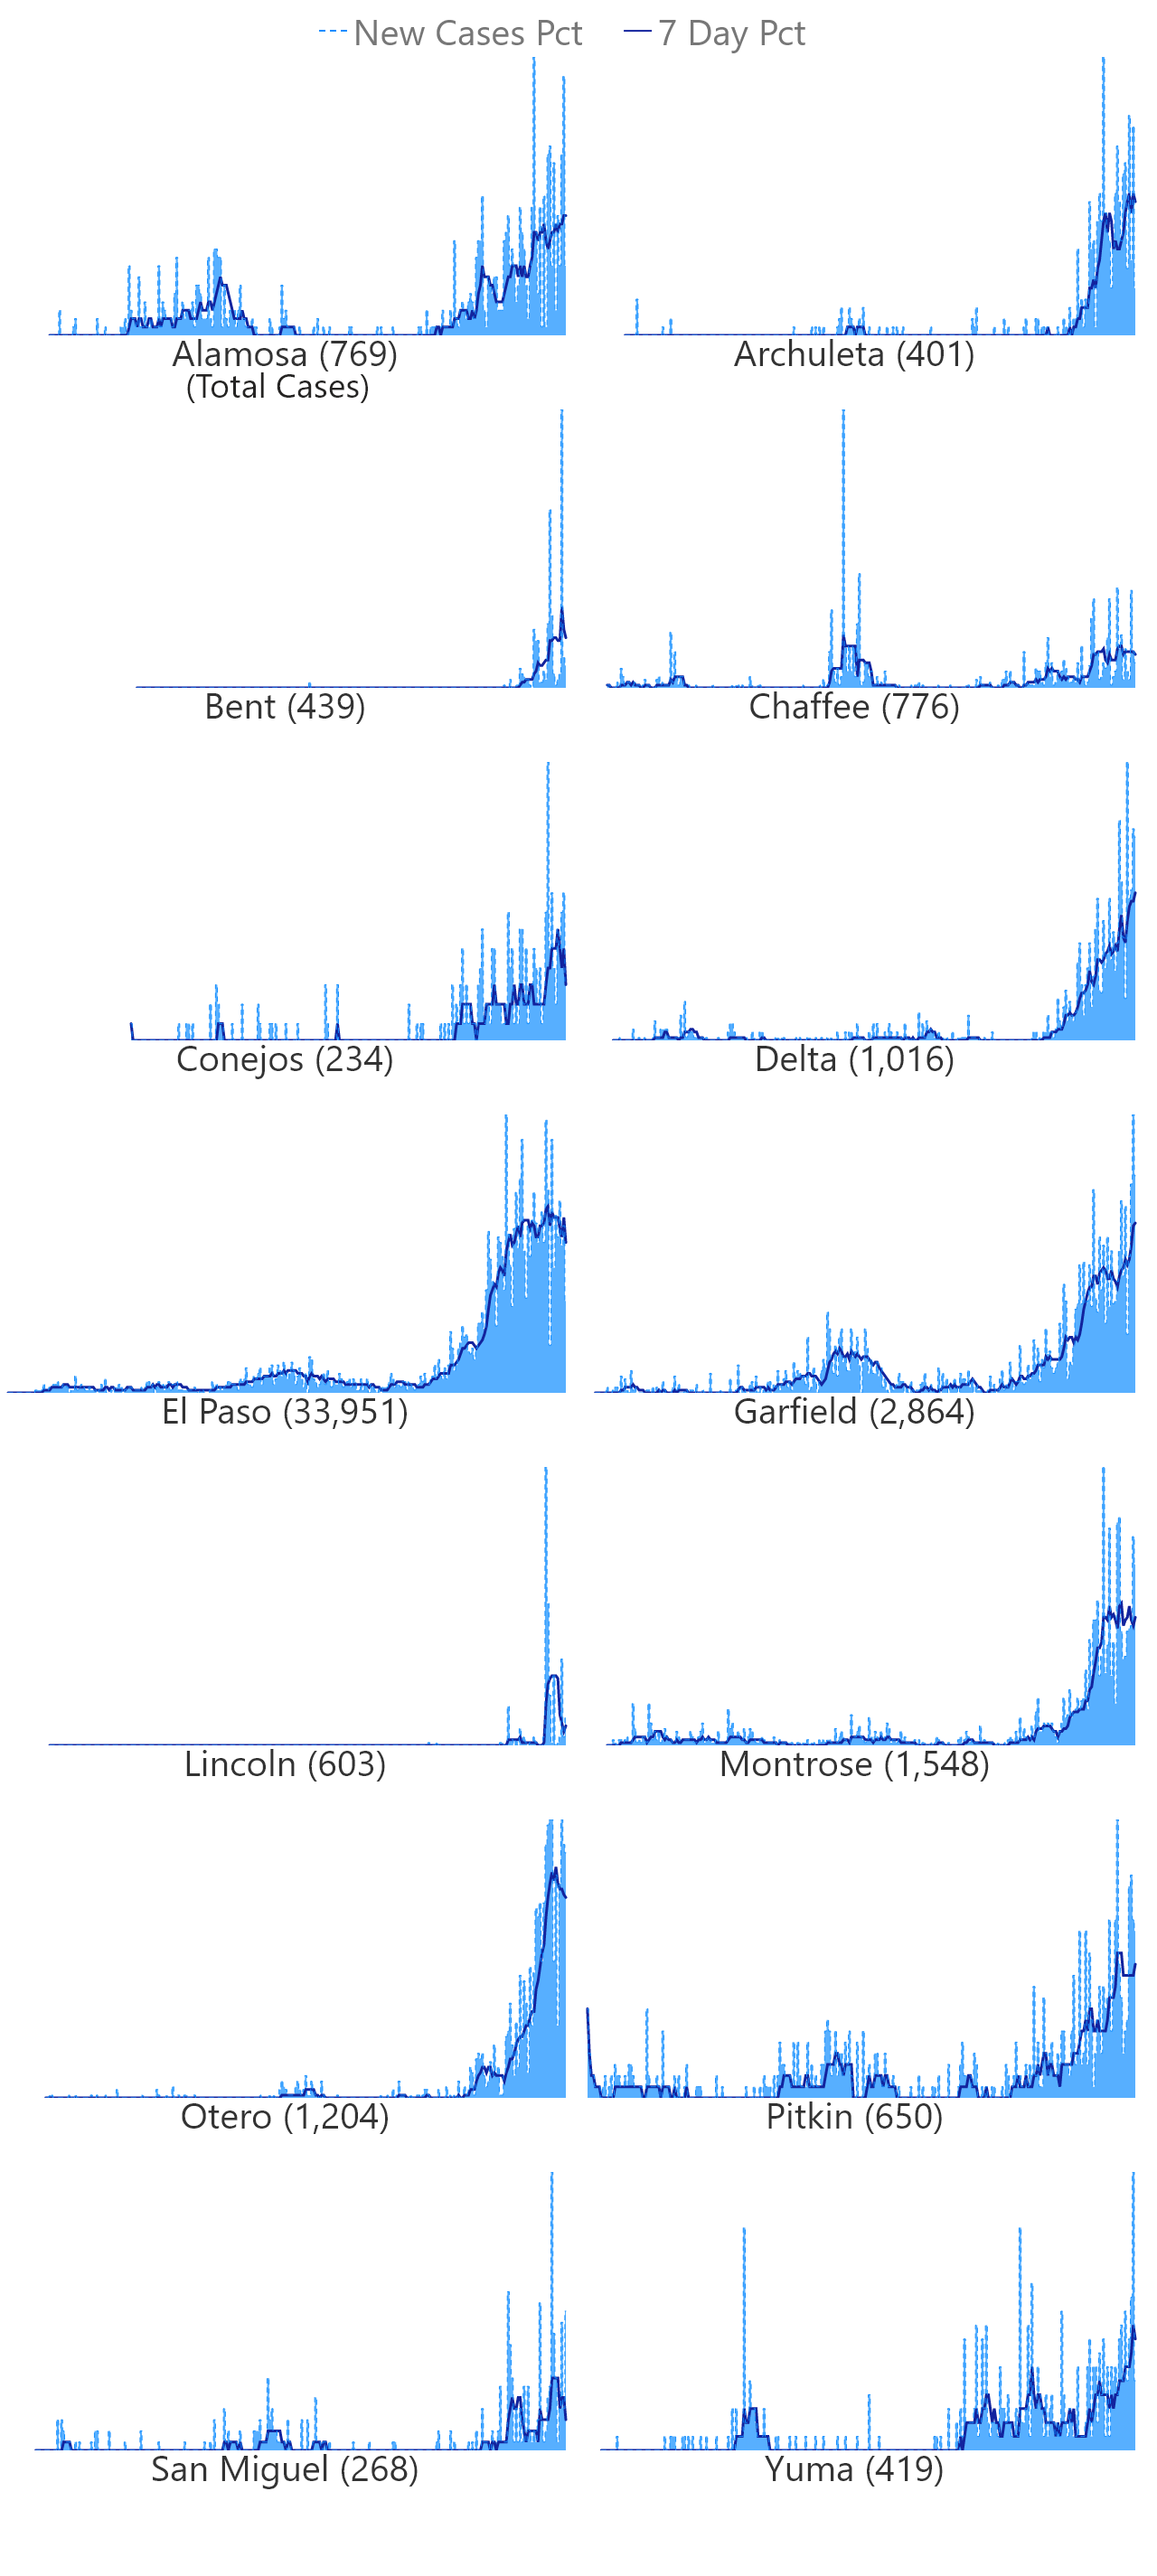 New Cases Pct 7 Day Pct
Alamosa (769) Archuleta (401)
(Total Cases)
Bent (439) Chaffee (776)
Conejos (234) Delta (1,016)
El Paso (33,951) Garfield (2,864)
Lincoln (603) Montrose (1,548)
Otero (1,204) Pitkin (650)
San Miguel (268) Yuma (419)